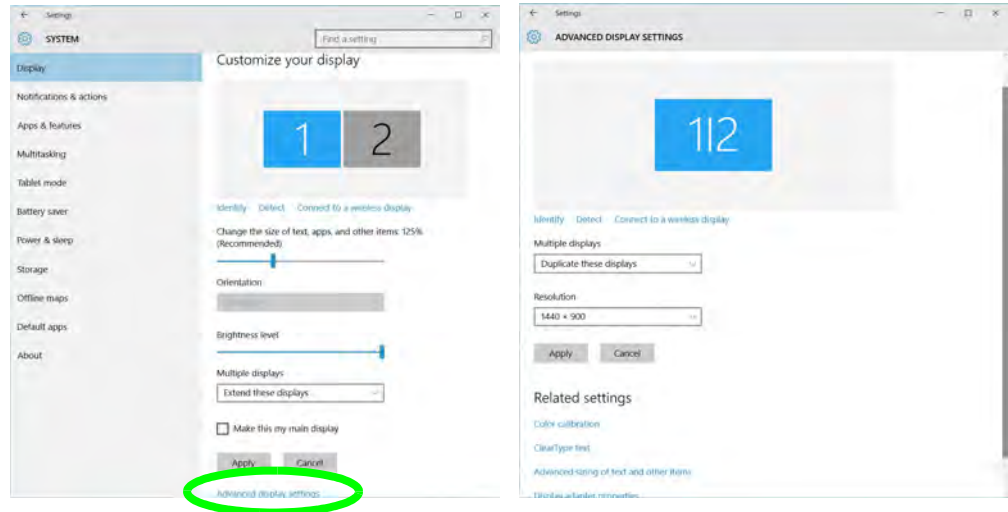 Settings
SYSTEM
Find a setting
Display
Notifications & actions
Apps & features
Multitasking
Tablet mode
Battery saver
Power & sleep
Storage
Offline maps
Default apps
About
Customize your display
1
2
Identify Detect Connect to a wireless display
Change the size of text, apps, and other items: 125%
(Recommended)
Orientation
Brightness level
Multiple displays
Extend these displays
Make this my main display
Apply Cancel
Advanced display settings
Settings
ADVANCED DISPLAY SETTINGS
1|2
Identify Detect Connect to a wireless display
Multiple displays
Duplicate these displays
Resolution
1440 × 900
Apply Cancel
Related settings
Color calibration
ClearType text
Advanced sizing of text and other items
Display adapter properties